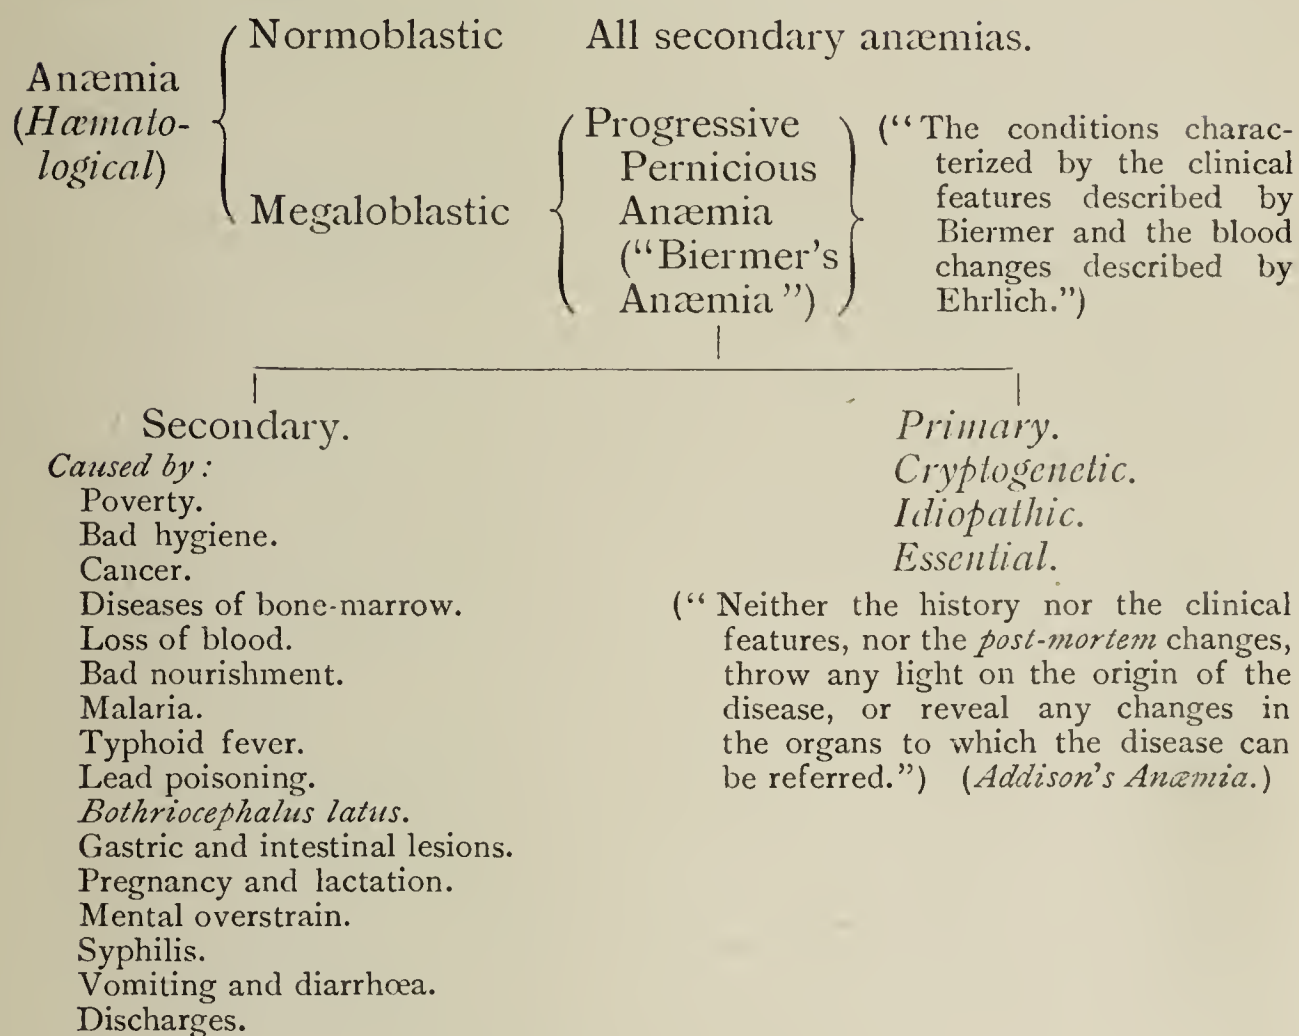 Normoblastic All secondary anæmias.
Anæmia
(Hæmato-
logical)
Megaloblastic
Progressive
Pernicious
Anæmia
(“Biermer’s
Anæmia”)
(“The conditions charac-
terized by the clinical
features described by
Biermer and the blood
changes described by
Ehrlich.”)
Secondary.
Caused by:
Poverty.
Bad hygiene.
Cancer.
Diseases of bone-marrow.
Loss of blood.
Bad nourishment.
Malaria.
Typhoid fever.
Lead poisoning.
Bothriocephalus latus.
Gastric and intestinal lesions.
Pregnancy and lactation.
Mental overstrain.
Syphilis.
Vomiting and diarrhœa.
Discharges.
Primary.
Cryptogenetic.
Idiopathic.
Essential.
(“Neither the history nor the clinical
features, nor the post-mortem changes,
throw any light on the origin of the
disease, or reveal any changes in
the organs to which the disease can
be referred.”) (Addison’s Anæmia.)